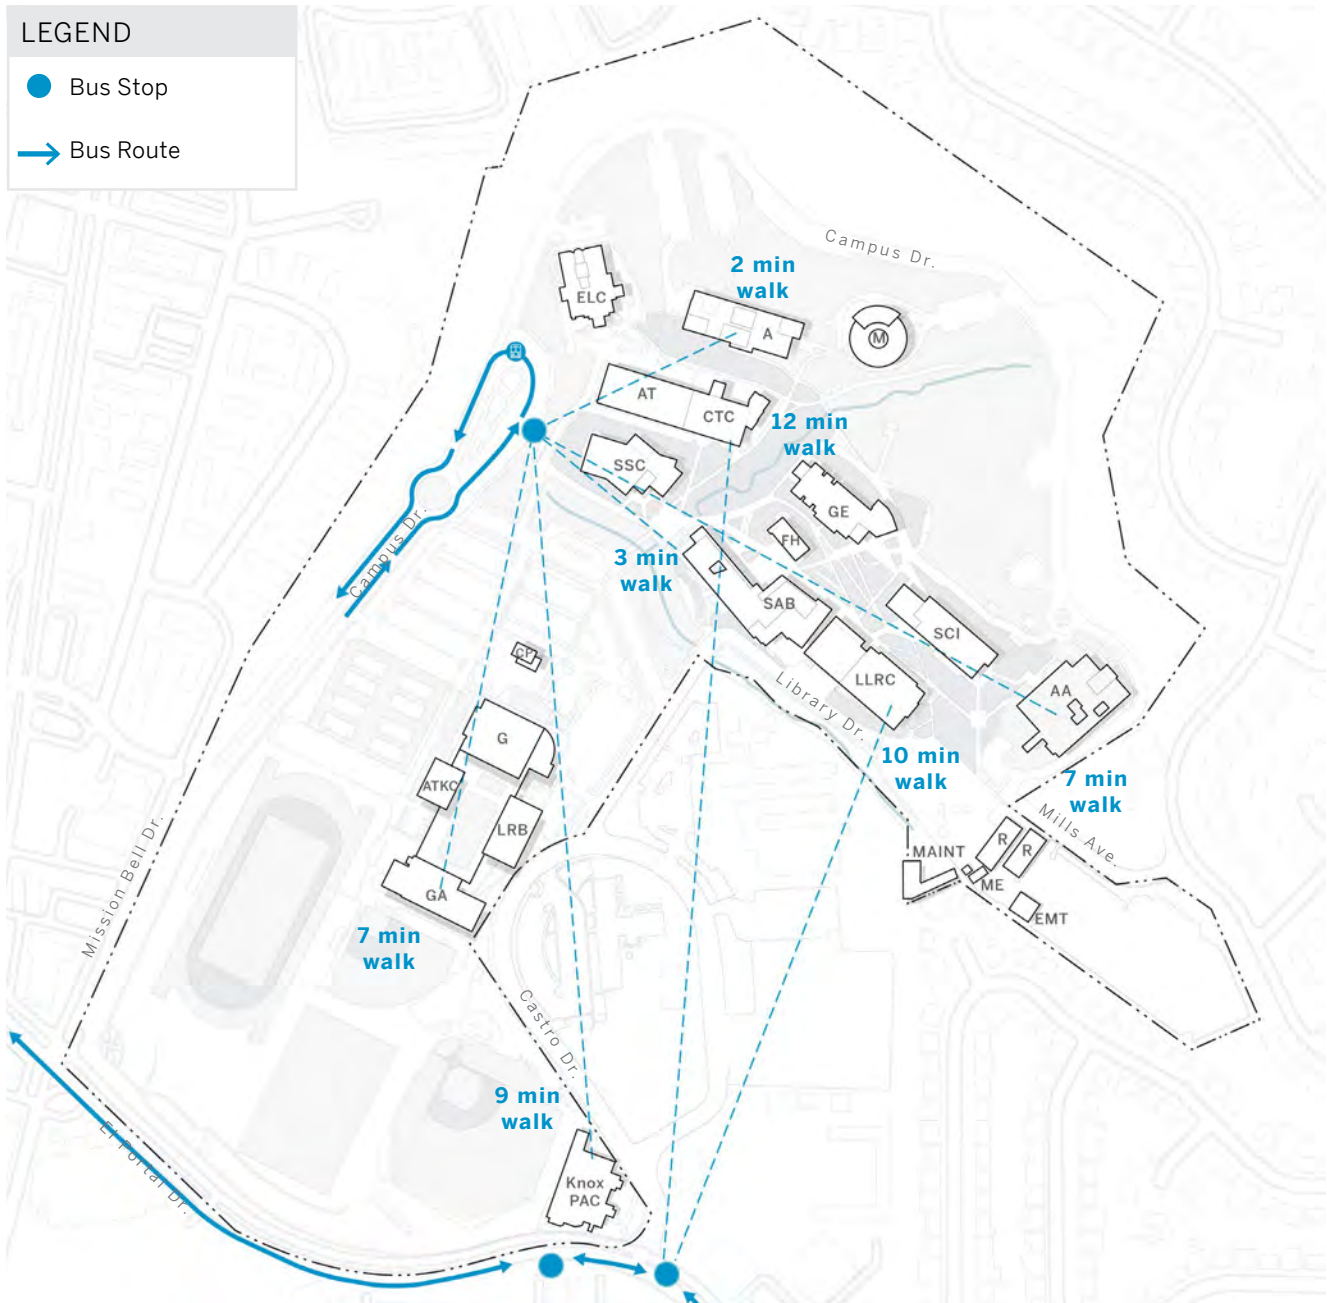 LEGEND
Bus Stop
Bus Route
Campus Dr.
2 min
walk
ELC
A
M
AT
CTC
12 min
walk
SSC
GE
FH
Campus Dr.
3 min
walk
SAB
SCI
CP
LLRC
AA
Library Dr.
G
10 min
walk
7 min
walk
ATKC
LRB
Mills Ave.
R
R
MAINT
ME
EMT
GA
Mission Bell Dr.
7 min
walk
Castro Dr.
9 min
walk
El Portal Dr.
Knox
PAC